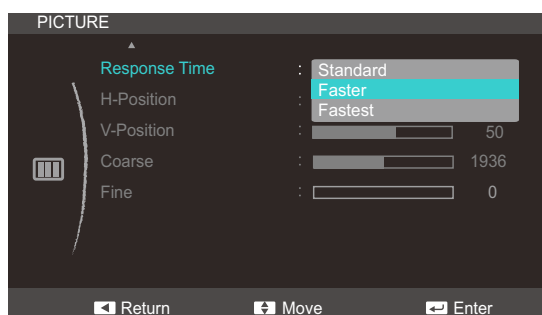 PICTURE
Response Time : Standard
Faster
H-Position :
Fastest
V-Position : 50
Coarse : 1936
Fine : 0
Return Move Enter